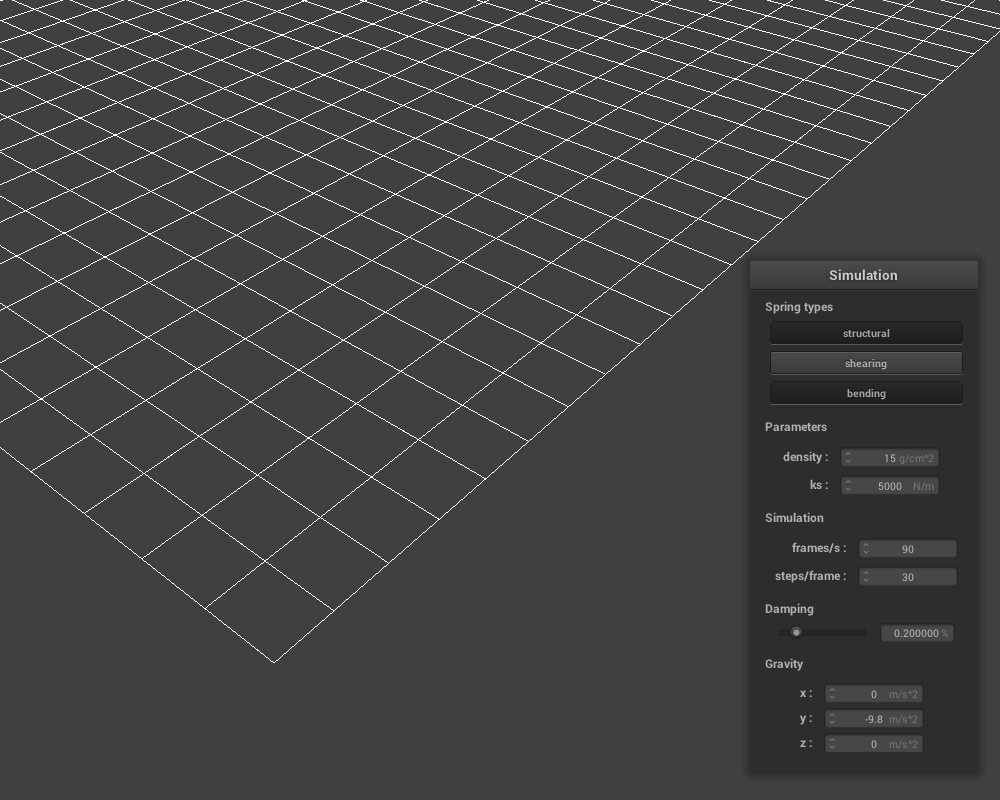 Simulation
Spring types
structural
shearing
bending
Parameters
density : 15 g/cm^2
ks : 5000 N/m
Simulation
frames/s : 90
steps/frame : 30
Damping
0.200000 %
Gravity
x : 0 m/s^2
y : -9.8 m/s^2
z : 0 m/s^2